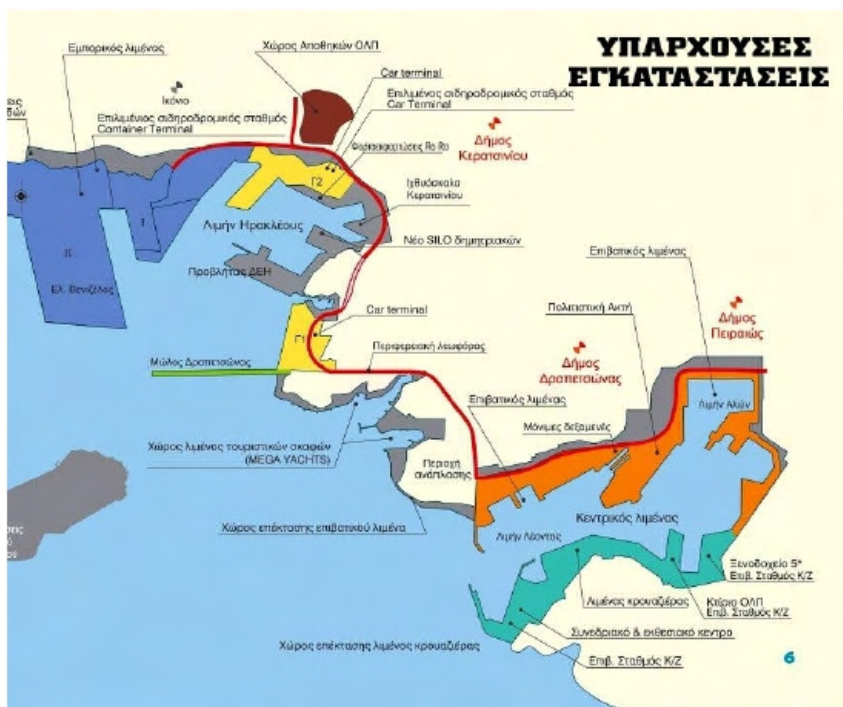 ΥΠΑΡΧΟΥΣΕΣ
ΕΓΚΑΤΑΣΤΑΣΕΙΣ
Χώρος Αποθηκών ΟΛΠ
Εμπορικός λιμένας
Car terminal
Ικόνιο
Επιλιμένιος σιδηροδρομικός σταθμός
Car Terminal
Επιλιμένιος σιδηροδρομικός σταθμός
Container Terminal
Φορτοεκφορτώσεις Ro Ro
Δήμος
Κερατσινίου
Γ2
Ιχθυόσκαλα
Κερατσινίου
Ι
Λιμήν Ηρακλέους
Νέο SILO δημητριακών
ΙΙ
Προβλήτας ΔΕΗ
Ελ. Βενιζέλος
Επιβατικός λιμένας
Πολιτιστική Ακτή
Car terminal
Δήμος
Πειραιώς
Γ1
Περιφερειακή λεωφόρος
Μώλος Δραπετσώνας
Δήμος
Δραπετσώνας
Επιβατικός λιμένας
Λιμήν Αλών
Μόνιμες δεξαμενές
Χώρος λιμένος τουριστικών σκαφών
(MEGA YACHTS)
Περιοχή
ανάπλασης
Κεντρικός λιμένας
Χώρος επέκτασης επιβατικού λιμένα
Λιμήν Λέοντος
Ξενοδοχείο 5*
Επιβ. Σταθμός Κ/Ζ
Λιμένας κρουαζιέρας
Κτίριο ΟΛΠ
Επιβ. Σταθμός Κ/Ζ
Συνεδριακό & εκθεσιακό κεντρο
Χώρος επέκτασης λιμένος κρουαζιέρας
Επιβ. Σταθμός Κ/Ζ
6